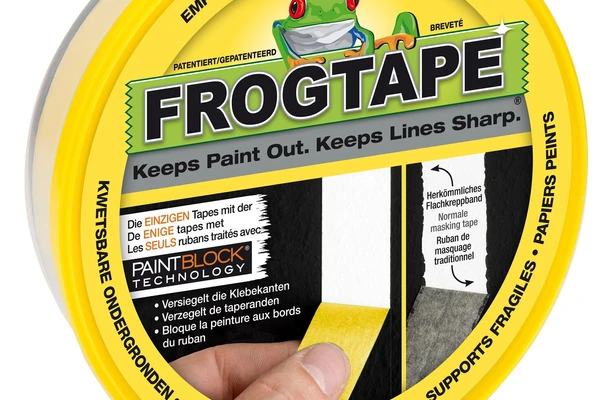 PATENTIERT/GEPATENTEERD
BREVETÉ
FROGTAPE®
Keeps Paint Out. Keeps Lines Sharp.
Die EINZIGEN Tapes mit der
De ENIGE tapes met
Les SEULS rubans traités avec
PAINTBLOCK®
TECHNOLOGY
• Versiegelt die Klebekanten
• Verzegelt de taperanden
• Bloque la peinture aux bords
du ruban
Herkömmliches
Flachkreppband
Normale
masking tape
Ruban de
masquage
traditionnel
KWETSBARE ONDERGRONDEN
SUPPORTS FRAGILES • PAPIERS PEINTS